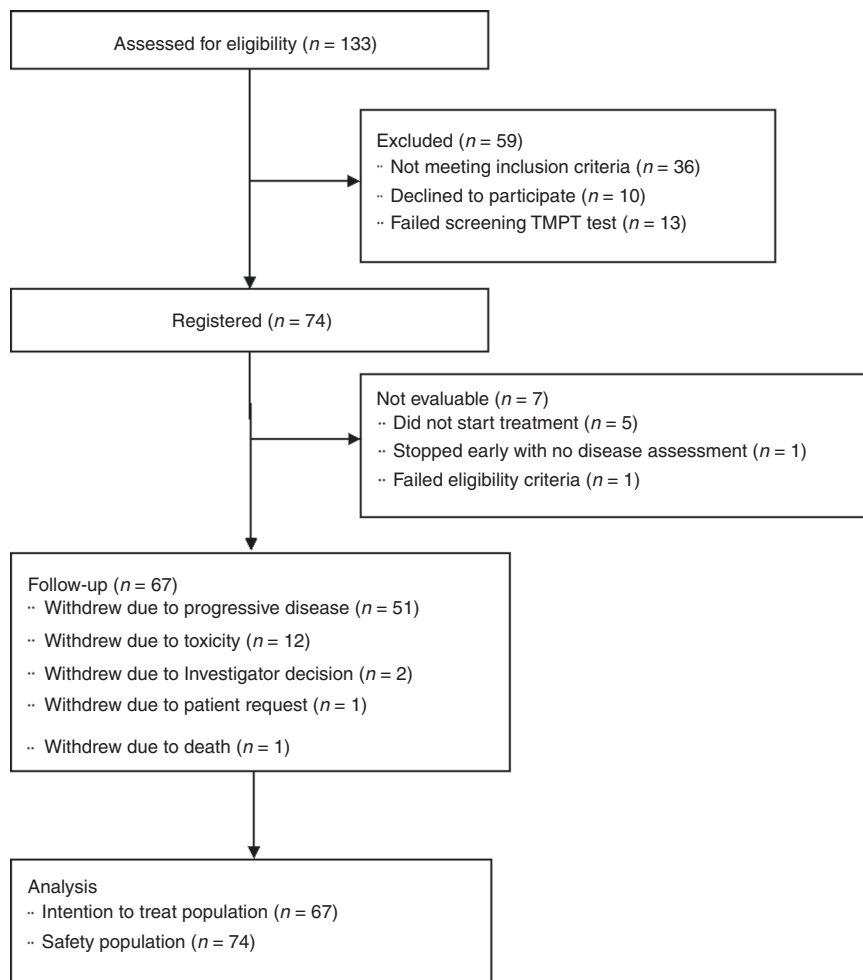 Assessed for eligibility (n = 133)
Excluded (n = 59)
·· Not meeting inclusion criteria (n = 36)
·· Declined to participate (n = 10)
·· Failed screening TMPT test (n = 13)
Registered (n = 74)
Not evaluable (n = 7)
·· Did not start treatment (n = 5)
·· Stopped early with no disease assessment (n = 1)
·· Failed eligibility criteria (n = 1)
Follow-up (n = 67)
·· Withdrew due to progressive disease (n = 51)
·· Withdrew due to toxicity (n = 12)
·· Withdrew due to Investigator decision (n = 2)
·· Withdrew due to patient request (n = 1)
·· Withdrew due to death (n = 1)
Analysis
·· Intention to treat population (n = 67)
·· Safety population (n = 74)